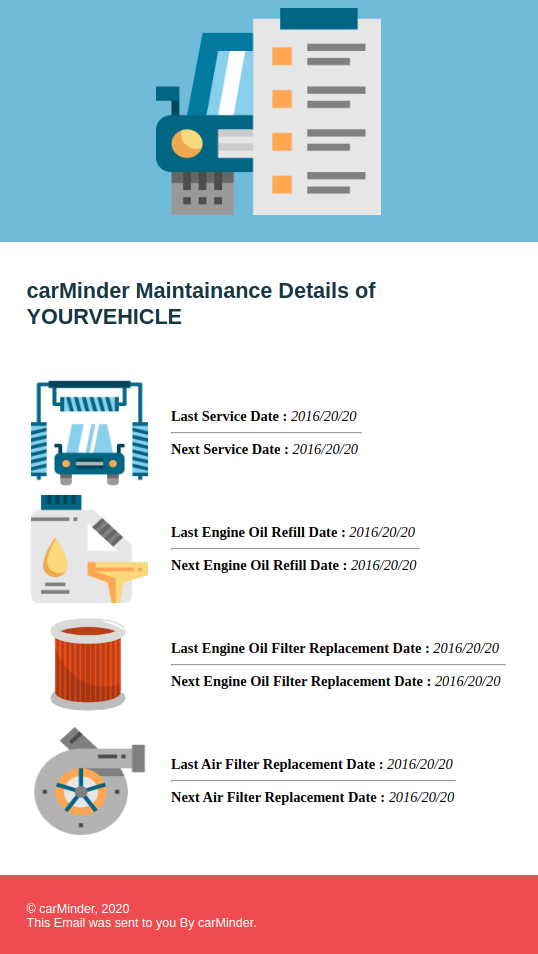 carMinder Maintainance Details of
YOURVEHICLE
Last Service Date : 2016/20/20
Next Service Date : 2016/20/20
Last Engine Oil Refill Date : 2016/20/20
Next Engine Oil Refill Date : 2016/20/20
Last Engine Oil Filter Replacement Date : 2016/20/20
Next Engine Oil Filter Replacement Date : 2016/20/20
Last Air Filter Replacement Date : 2016/20/20
Next Air Filter Replacement Date : 2016/20/20
© carMinder, 2020
This Email was sent to you By carMinder.